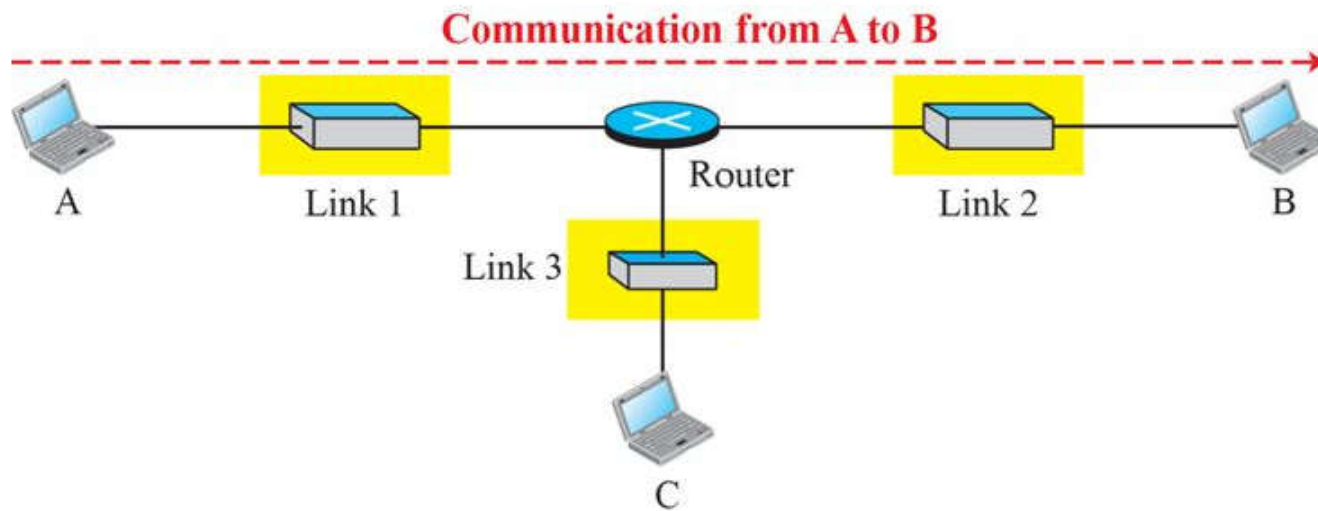 Communication from A to B
A
Link 1
Router
Link 2
B
Link 3
C